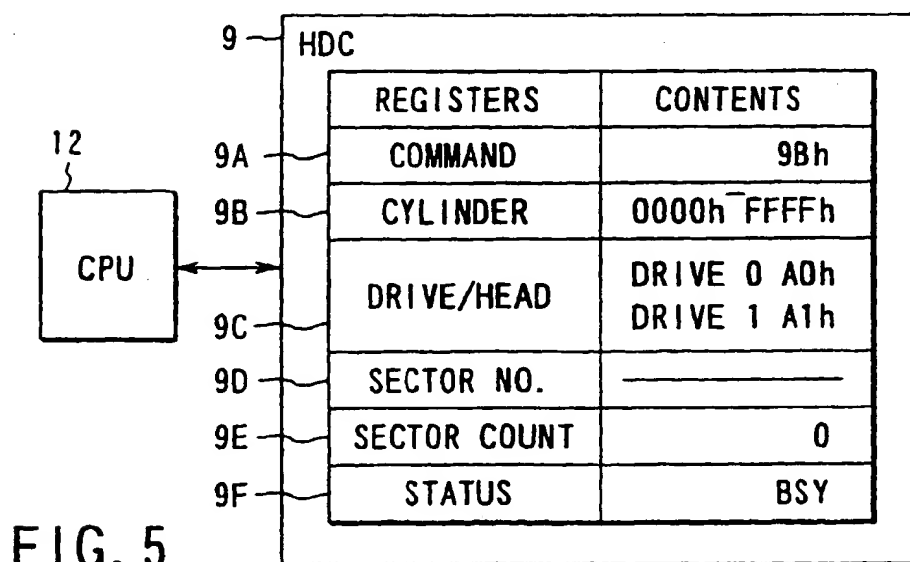 9 HDC
REGISTERS CONTENTS
12
9A COMMAND 9Bh
9B CYLINDER 0000h‾FFFFh
CPU
DRIVE/HEAD DRIVE 0 A0h
DRIVE 1 A1h
9C
9D SECTOR NO. ————
9E SECTOR COUNT 0
9F STATUS BSY
FIG. 5